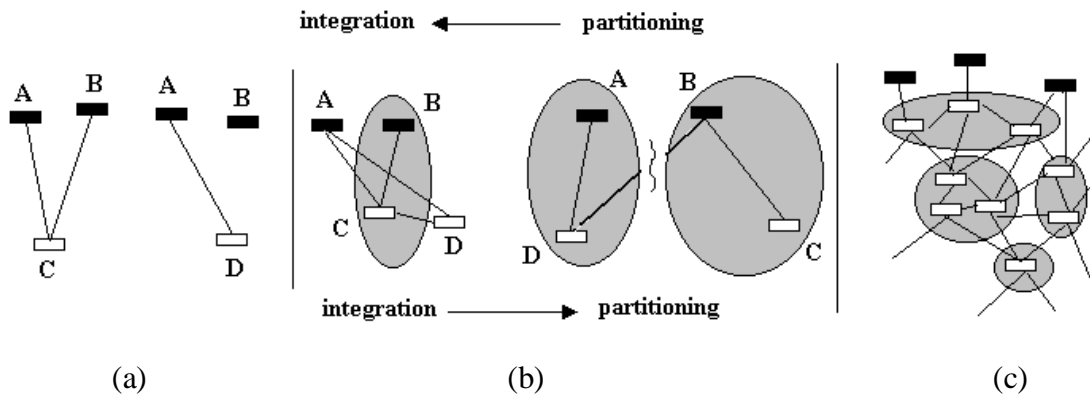 integration partitioning
A B A B
C D
A B
C D
A B
D C
integration partitioning
(a) (b) (c)